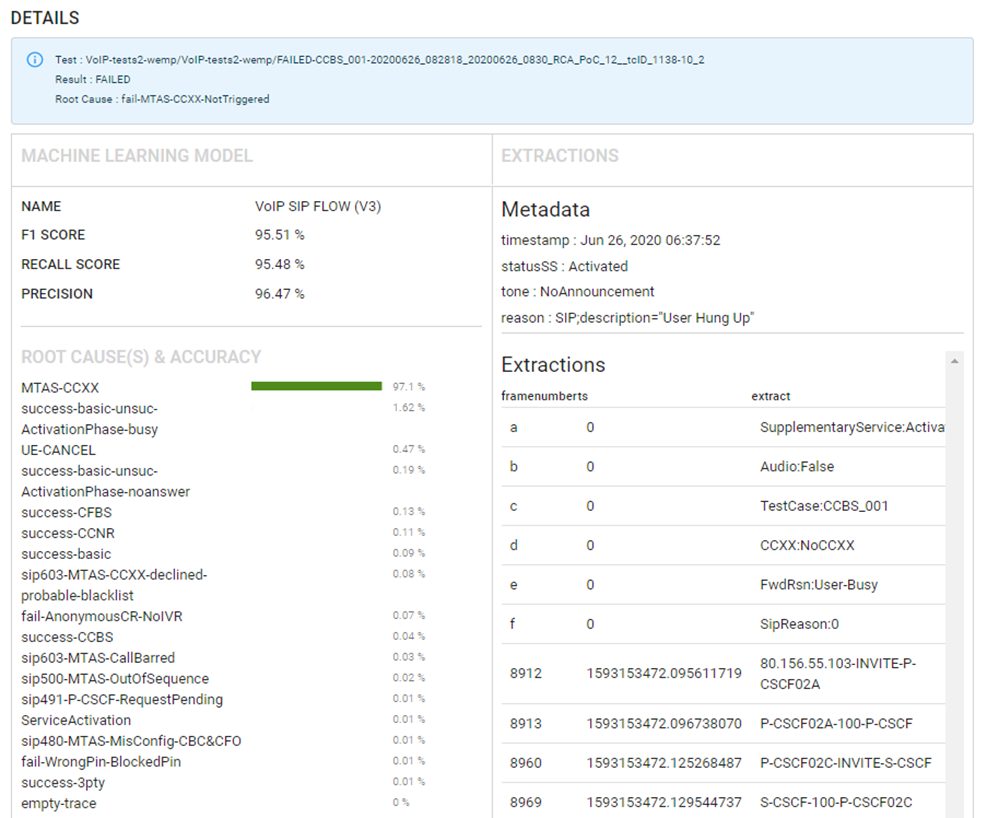 DETAILS
Test : VoIP-tests2-wemp/VoIP-tests2-wemp/FAILED-CCBS_001-20200626_082818_20200626_0830_RCA_PoC_12__tcID_1138-10_2
Result : FAILED
Root Cause : fail-MTAS-CCXX-NotTriggered
MACHINE LEARNING MODEL
NAME VoIP SIP FLOW (V3)
F1 SCORE 95.51 %
RECALL SCORE 95.48 %
PRECISION 96.47 %
ROOT CAUSE(S) & ACCURACY
MTAS-CCXX 97.1 %
success-basic-unsuc- 1.62 %
ActivationPhase-busy
UE-CANCEL 0.47 %
success-basic-unsuc- 0.19 %
ActivationPhase-noanswer
success-CFBS 0.13 %
success-CCNR 0.11 %
success-basic 0.09 %
sip603-MTAS-CCXX-declined- 0.08 %
probable-blacklist
fail-AnonymousCR-NoIVR 0.07 %
success-CCBS 0.04 %
sip603-MTAS-CallBarred 0.03 %
sip500-MTAS-OutOfSequence 0.02 %
sip491-P-CSCF-RequestPending 0.01 %
ServiceActivation 0.01 %
sip480-MTAS-MisConfig-CBC&CFO 0.01 %
fail-WrongPin-BlockedPin 0.01 %
success-3pty 0.01 %
empty-trace 0 %
EXTRACTIONS
Metadata
timestamp : Jun 26, 2020 06:37:52
statusSS : Activated
tone : NoAnnouncement
reason : SIP;description="User Hung Up"
Extractions
framenumberts extract
a 0 SupplementaryService:Activa
b 0 Audio:False
c 0 TestCase:CCBS_001
d 0 CCXX:NoCCXX
e 0 FwdRsn:User-Busy
f 0 SipReason:0
8912 1593153472.095611719 80.156.55.103-INVITE-P-
CSCF02A
8913 1593153472.096738070 P-CSCF02A-100-P-CSCF
8960 1593153472.125268487 P-CSCF02C-INVITE-S-CSCF
8969 1593153472.129544737 S-CSCF-100-P-CSCF02C